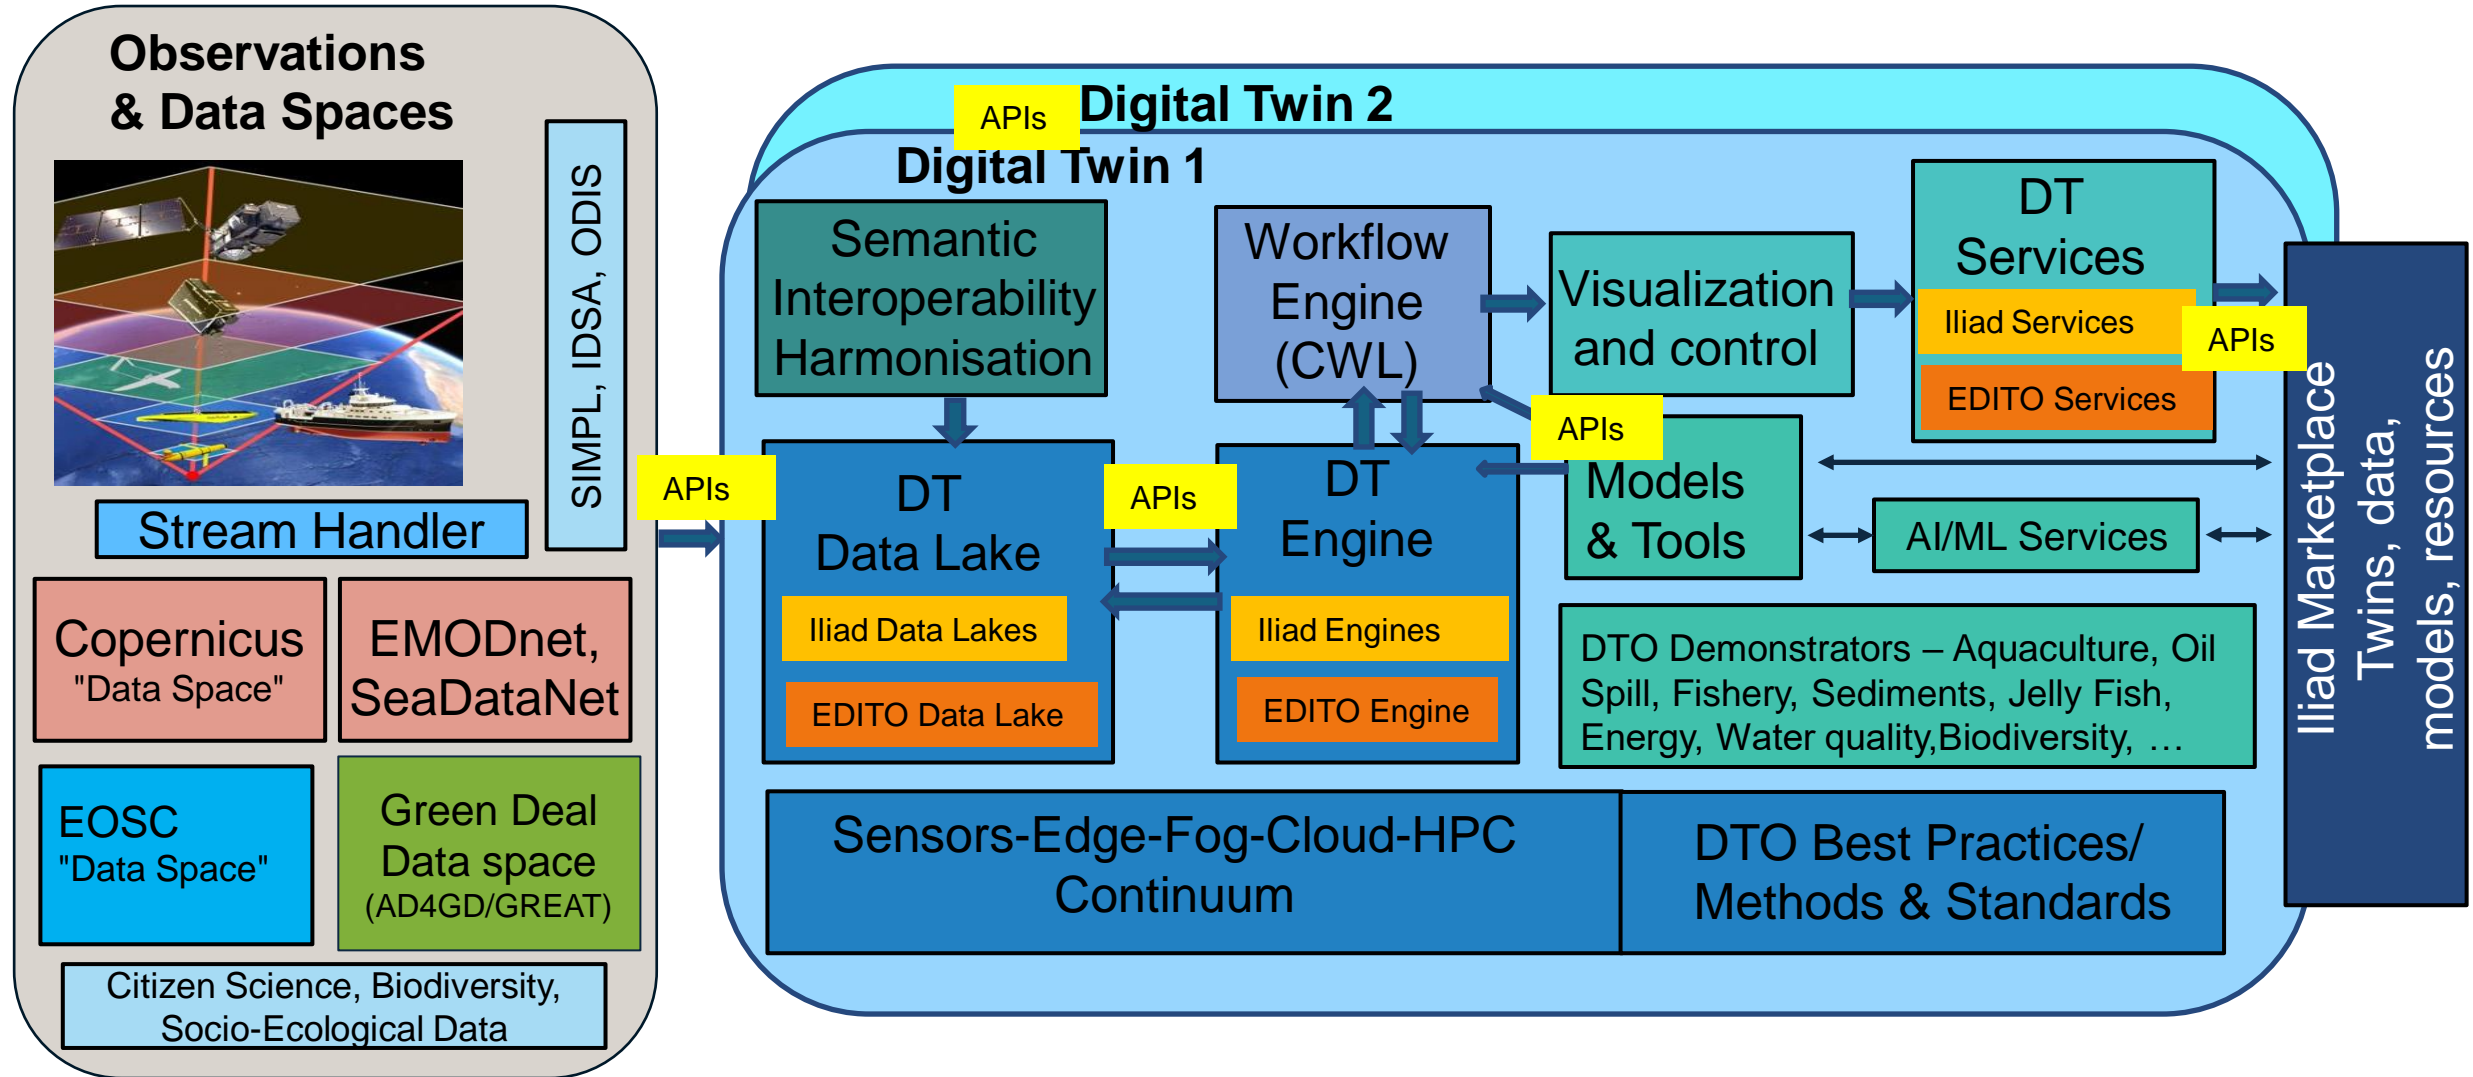 Observations
& Data Spaces
SIMPL, IDSA, ODIS
Stream Handler
Copernicus
"Data Space"
EMODnet,
SeaDataNet
EOSC
"Data Space"
Green Deal
Data space
(AD4GD/GREAT)
Citizen Science, Biodiversity,
Socio-Ecological Data
APIs
Digital Twin 2
APIs
Digital Twin 1
Semantic
Interoperability
Harmonisation
DT
Data Lake
Iliad Data Lakes
EDITO Data Lake
APIs
Workflow
Engine
(CWL)
DT
Engine
Iliad Engines
EDITO Engine
Visualization
and control
APIs
Models
& Tools
DT
Services
Iliad Services
EDITO Services
APIs
AI/ML Services
DTO Demonstrators – Aquaculture, Oil
Spill, Fishery, Sediments, Jelly Fish,
Energy, Water quality,Biodiversity, …
Sensors-Edge-Fog-Cloud-HPC
Continuum
DTO Best Practices/
Methods & Standards
Iliad Marketplace
Twins, data,
models, resources